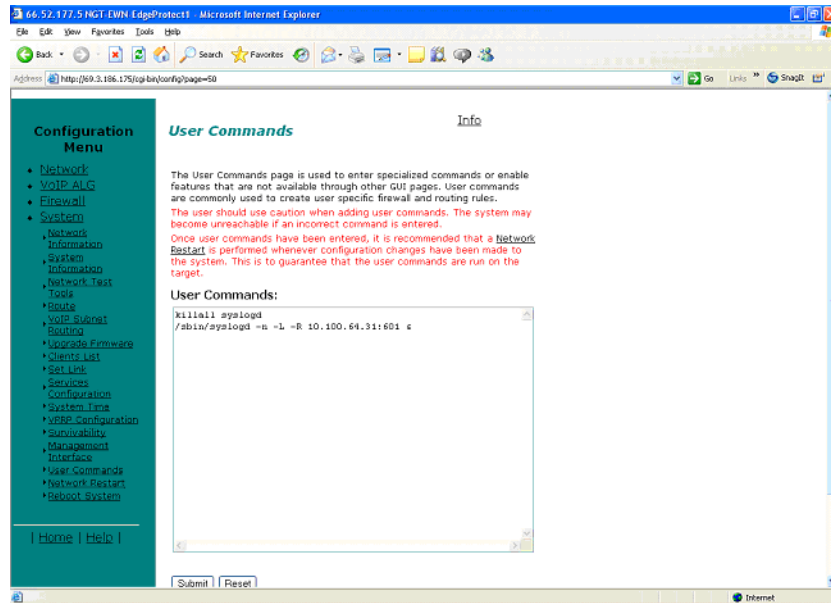 66.52.177.5 NGT-EWN-EdgeProtect1 - Microsoft Internet Explorer
File Edit View Favorites Tools Help
Back Search Favorites
Address http://69.3.186.175/cgi-bin/config?page=50 Go Links » SnagIt
Configuration
Menu
Network
VoIP ALG
Firewall
System
Network
Information
System
Information
Network Test
Tools
Route
VoIP Subnet
Routing
Upgrade Firmware
Clients List
Set Link
Services
Configuration
System Time
VRRP Configuration
Survivability
Management
Interface
User Commands
Network Restart
Reboot System
| Home | Help |
Info
User Commands
The User Commands page is used to enter specialized commands or enable
features that are not available through other GUI pages. User commands
are commonly used to create user specific firewall and routing rules.
The user should use caution when adding user commands. The system may
become unreachable if an incorrect command is entered.
Once user commands have been entered, it is recommended that a Network
Restart is performed whenever configuration changes have been made to
the system. This is to guarantee that the user commands are run on the
target.
User Commands:
killall syslogd
/sbin/syslogd -n -L -R 10.100.64.31:601 &
Submit Reset
Internet